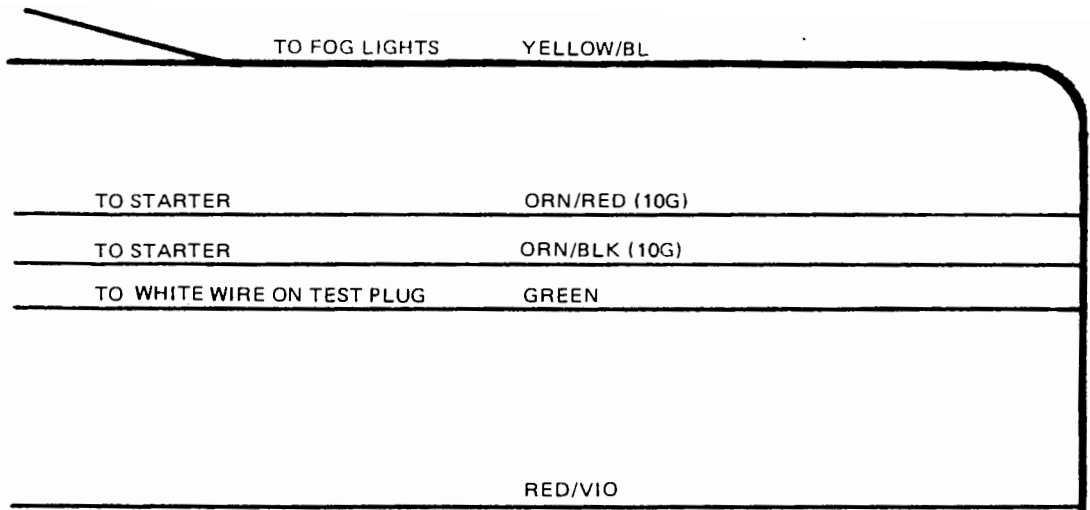 TO FOG LIGHTS YELLOW/BL
TO STARTER ORN/RED (10G)
TO STARTER ORN/BLK (10G)
TO WHITE WIRE ON TEST PLUG GREEN
RED/VIO